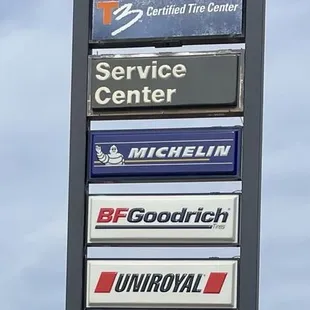 T3 Certified Tire Center
Service
Center
MICHELIN
BFGoodrich
Tires
UNIROYAL